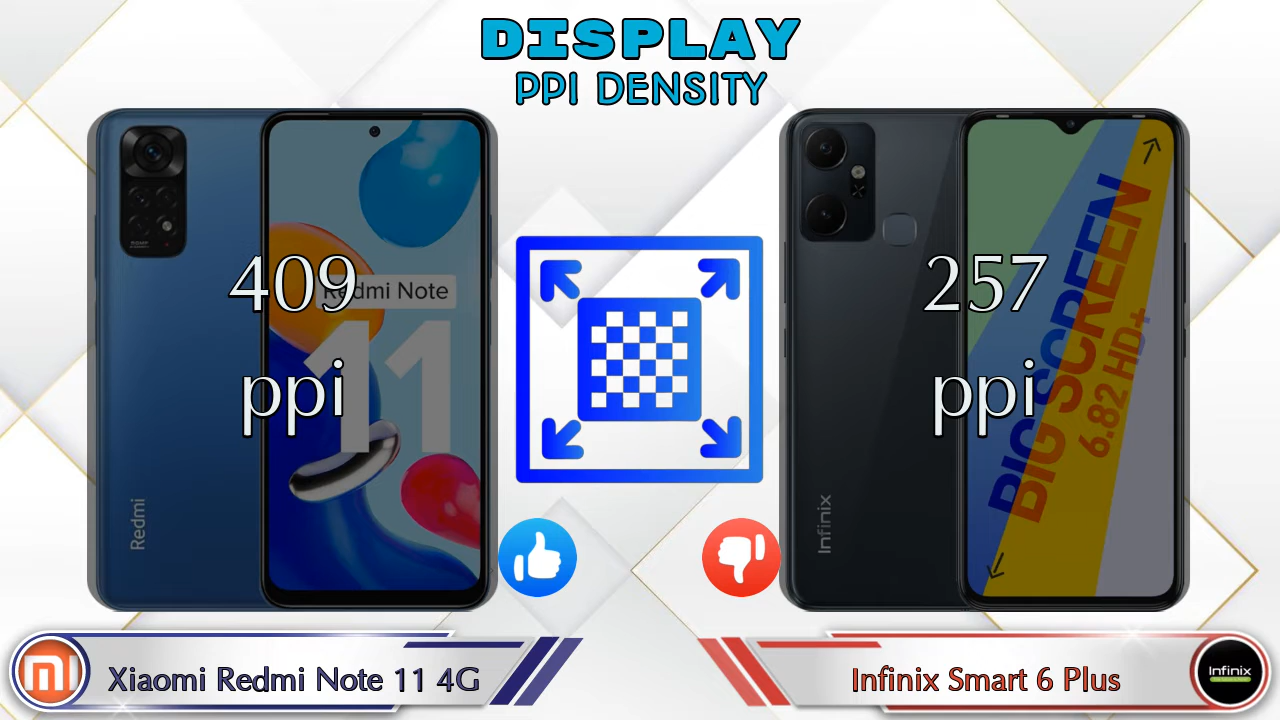 DISPLAY
PPI DENSITY
409
ppi
Redmi Note
11
Redmi
257
ppi
BIG SCREEN
6.82 HD+
Infinix
Xiaomi Redmi Note 11 4G
Infinix Smart 6 Plus
Infinix